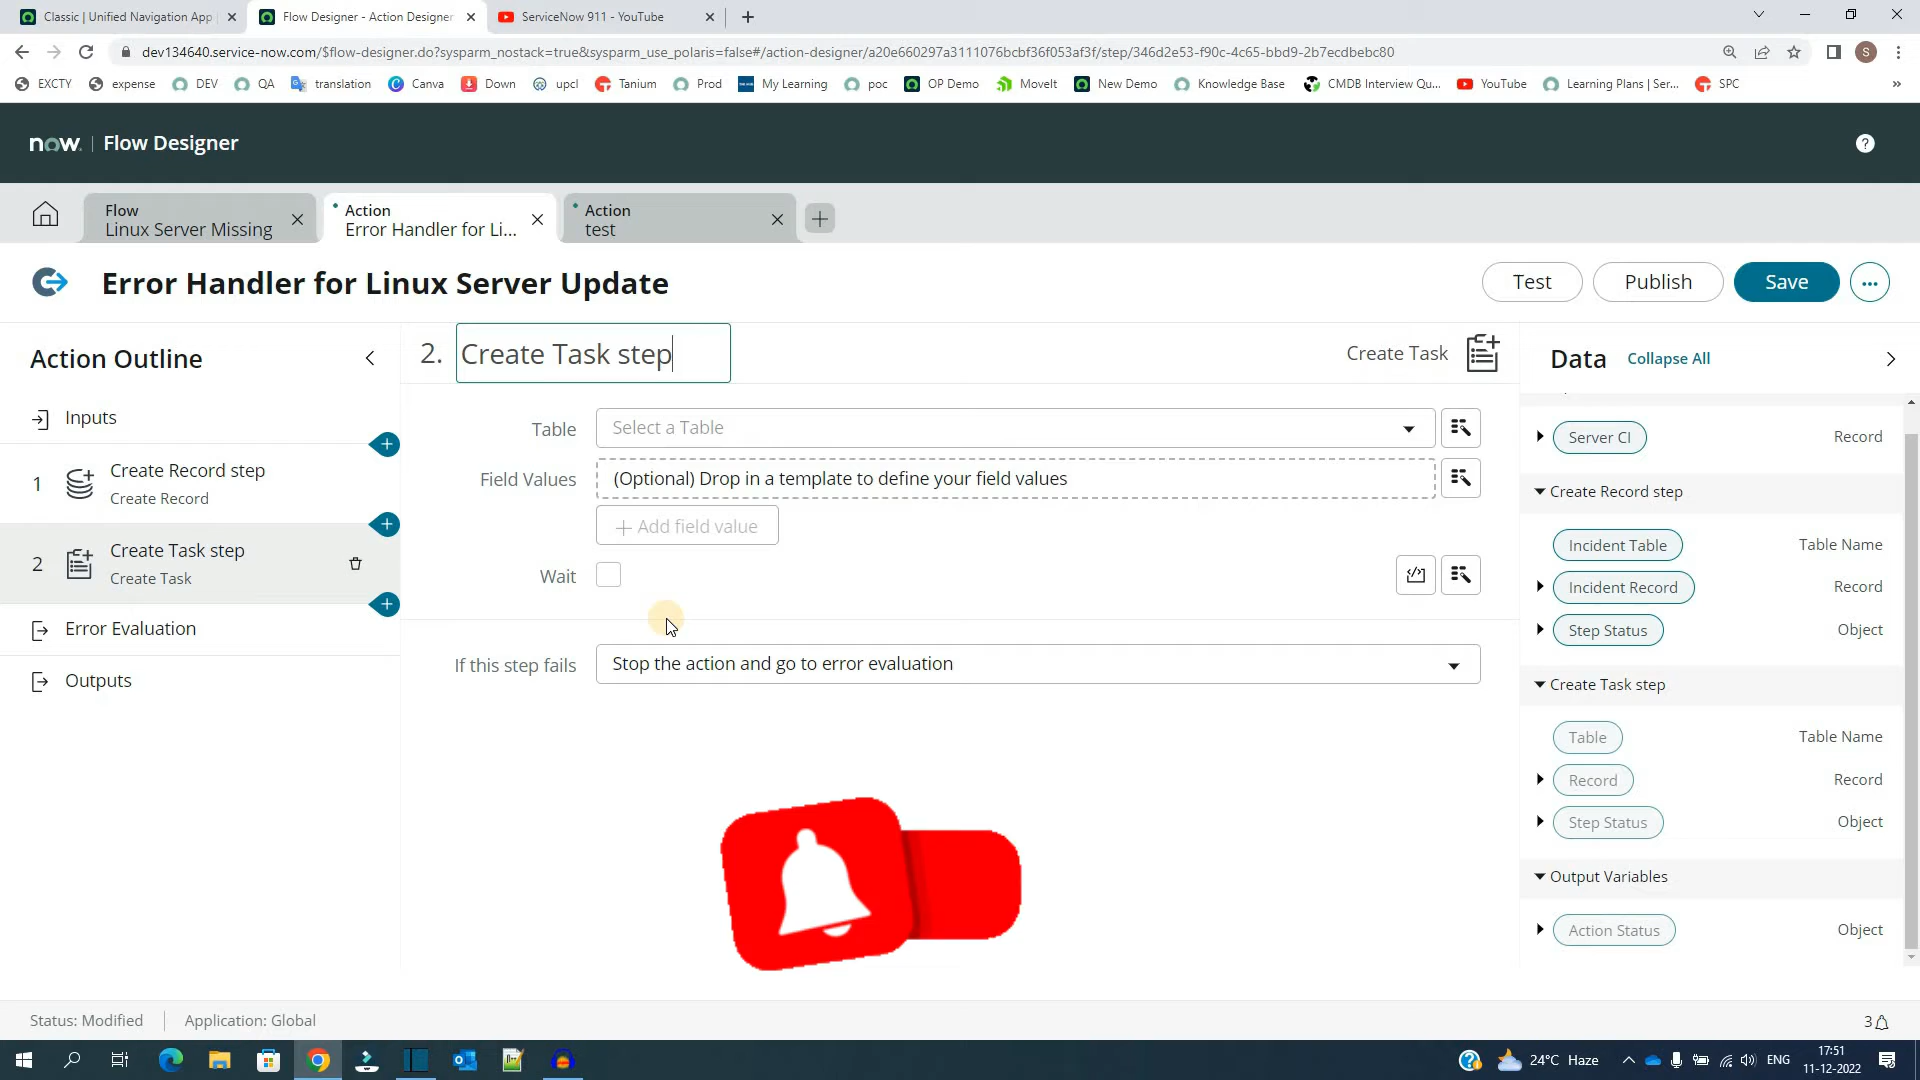 Classic | Unified Navigation App
Flow Designer - Action Designer
ServiceNow 911 - YouTube
dev134640.service-now.com/$flow-designer.do?sysparm_nostack=true&sysparm_use_polaris=false#/action-designer/a20e660297a3111076bcbf36f053af3f/step/346d2e53-f90c-4c65-bbd9-2b7ecdbebc80
S
EXCTY
expense
DEV
QA
translation
Canva
Down
upcl
Tanium
Prod
My Learning
poc
OP Demo
MoveIt
New Demo
Knowledge Base
CMDB Interview Qu...
YouTube
Learning Plans | Ser...
SPC
now. | Flow Designer
Flow
Linux Server Missing
Action
Error Handler for Li...
Action
test
Error Handler for Linux Server Update
Test
Publish
Save
Action Outline
Inputs
1
Create Record step
Create Record
2
Create Task step
Create Task
Error Evaluation
Outputs
2. Create Task step
Create Task
Table
Select a Table
Field Values
(Optional) Drop in a template to define your field values
+ Add field value
Wait
If this step fails
Stop the action and go to error evaluation
Data
Collapse All
Server CI
Record
Create Record step
Incident Table
Table Name
Incident Record
Record
Step Status
Object
Create Task step
Table
Table Name
Record
Record
Step Status
Object
Output Variables
Action Status
Object
Status: Modified
Application: Global
3
24°C Haze
ENG
17:51
11-12-2022